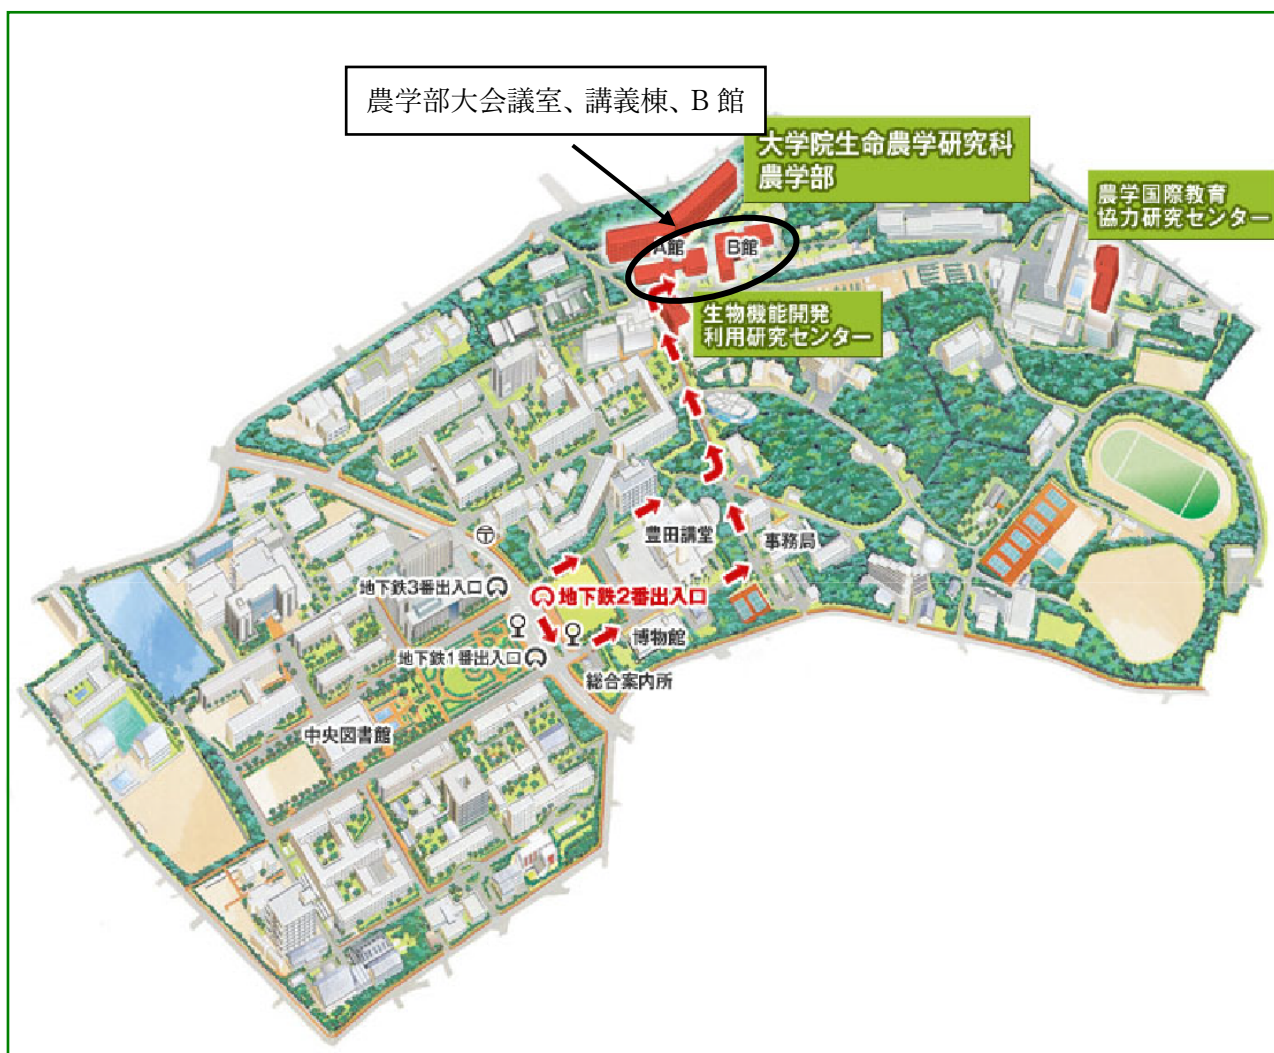 農学部大会議室、講義棟、B 館
大学院生命農学研究科
農学部
農学国際教育
協力研究センター
A館
B館
生物機能開発
利用研究センター
豊田講堂
事務局
〒
地下鉄3番出入口
地下鉄2番出入口
博物館
地下鉄1番出入口
総合案内所
中央図書館